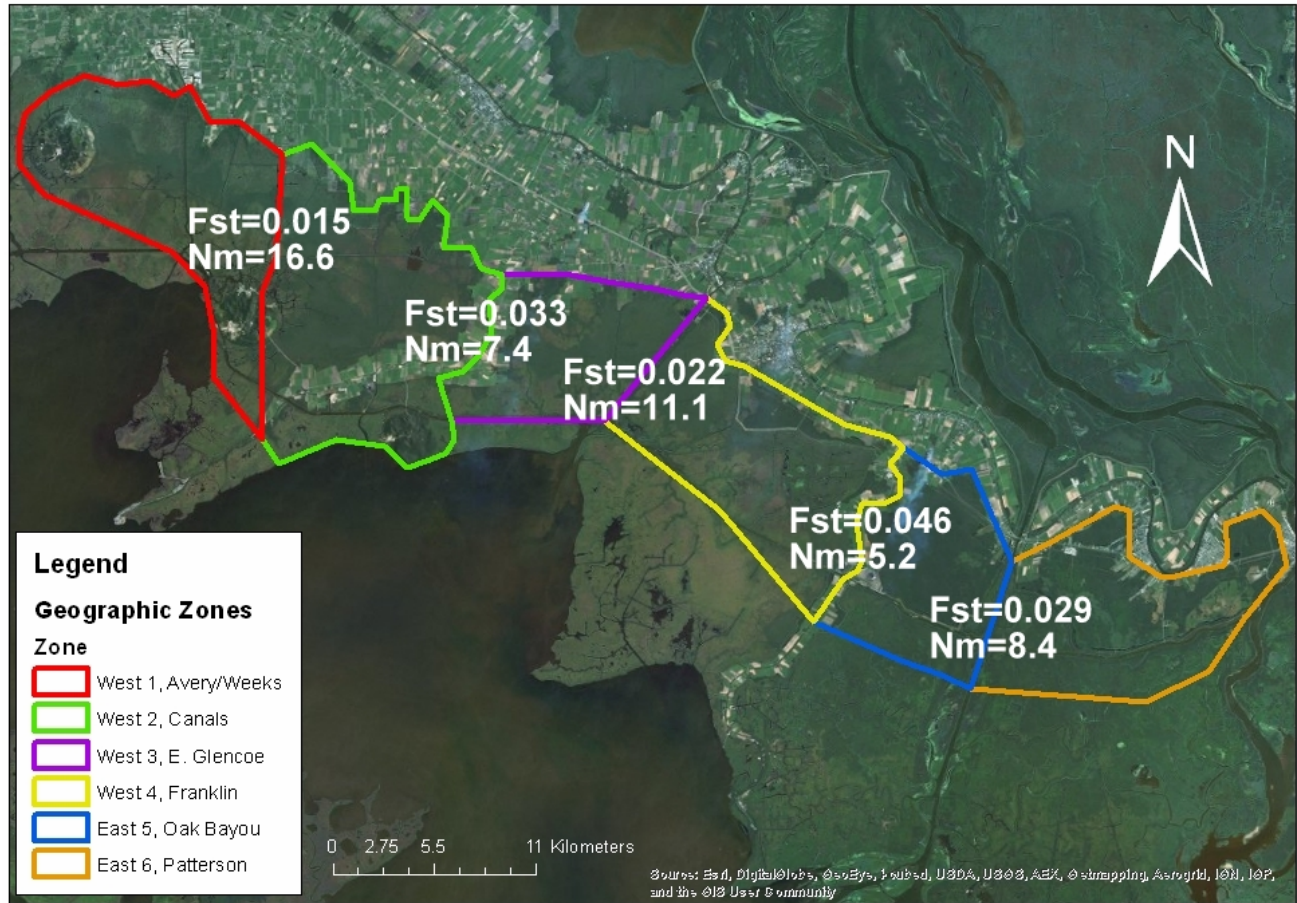 N
Fst=0.015
Nm=16.6
Fst=0.033
Nm=7.4
Fst=0.022
Nm=11.1
Fst=0.046
Nm=5.2
Fst=0.029
Nm=8.4
Legend
Geographic Zones
Zone
West 1, Avery/Weeks
West 2, Canals
West 3, E. Glencoe
West 4, Franklin
East 5, Oak Bayou
East 6, Patterson
0 2.75 5.5 11 Kilometers
Source: Esri, DigitalGlobe, GeoEye, i-cubed, USDA, USGS, AEX, Getmapping, Aerogrid, IGN, IGP,
and the GIS User Community